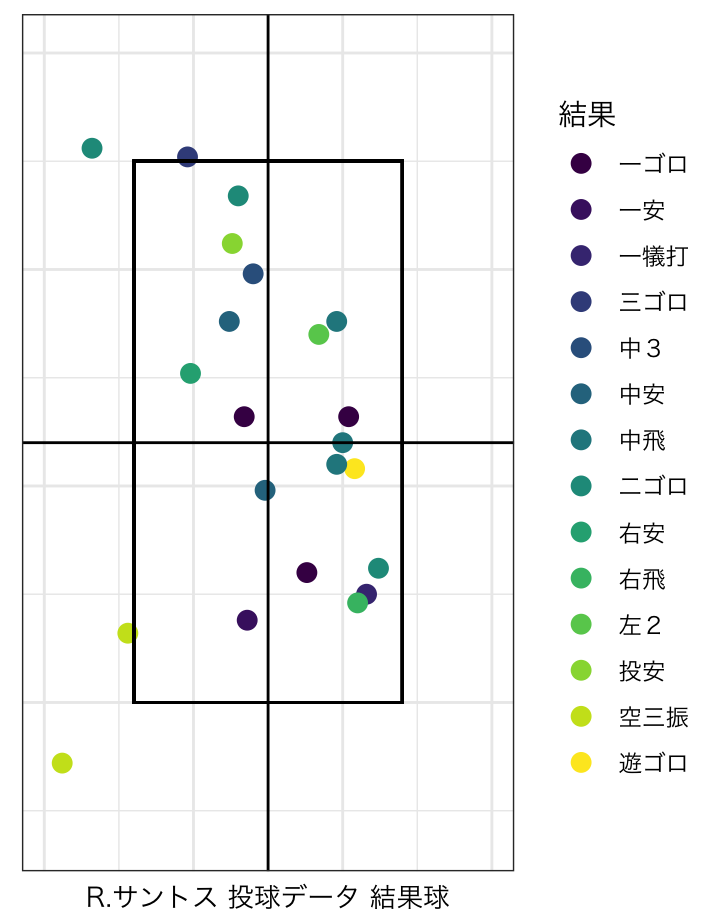 結果
一ゴロ
一安
一犠打
三ゴロ
中３
中安
中飛
二ゴロ
右安
右飛
左２
投安
空三振
遊ゴロ
R.サントス 投球データ 結果球